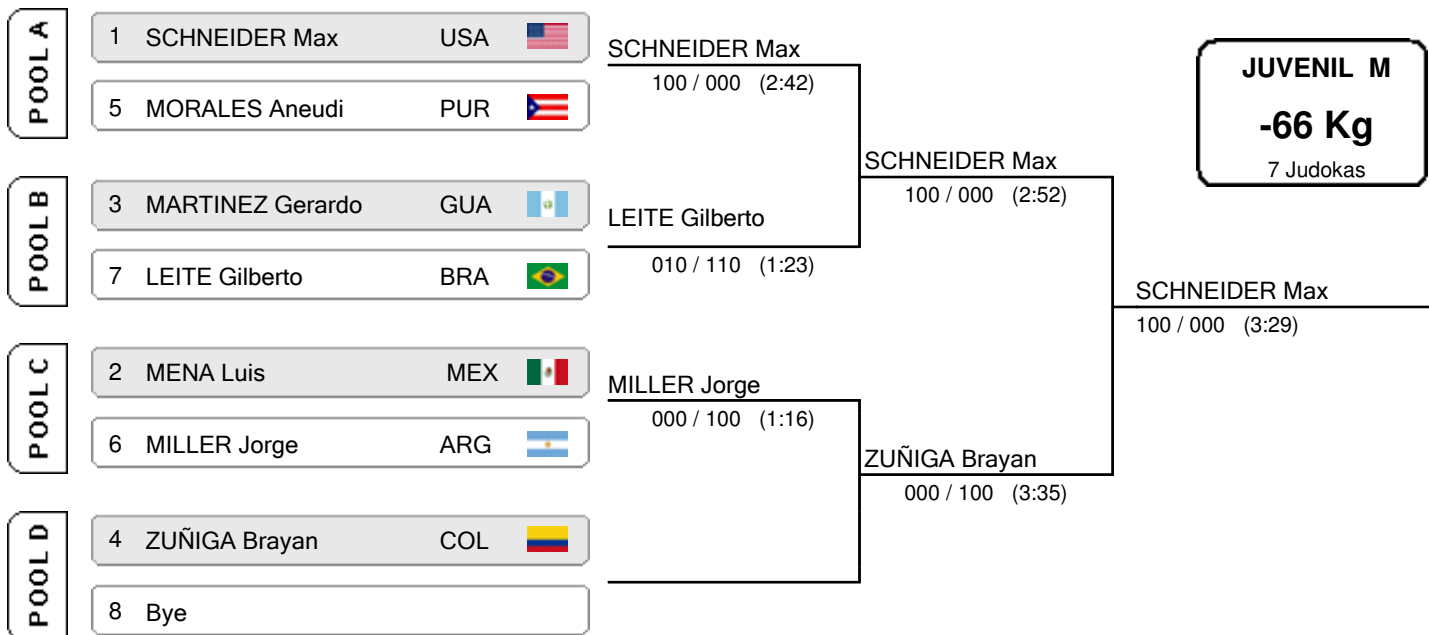 POOL A
1 SCHNEIDER Max USA
5 MORALES Aneudi PUR
SCHNEIDER Max
100 / 000 (2:42)
JUVENIL M
-66 Kg
7 Judokas
POOL B
3 MARTINEZ Gerardo GUA
7 LEITE Gilberto BRA
LEITE Gilberto
010 / 110 (1:23)
SCHNEIDER Max
100 / 000 (2:52)
SCHNEIDER Max
100 / 000 (3:29)
POOL C
2 MENA Luis MEX
6 MILLER Jorge ARG
MILLER Jorge
000 / 100 (1:16)
ZUÑIGA Brayan
000 / 100 (3:35)
POOL D
4 ZUÑIGA Brayan COL
8 Bye